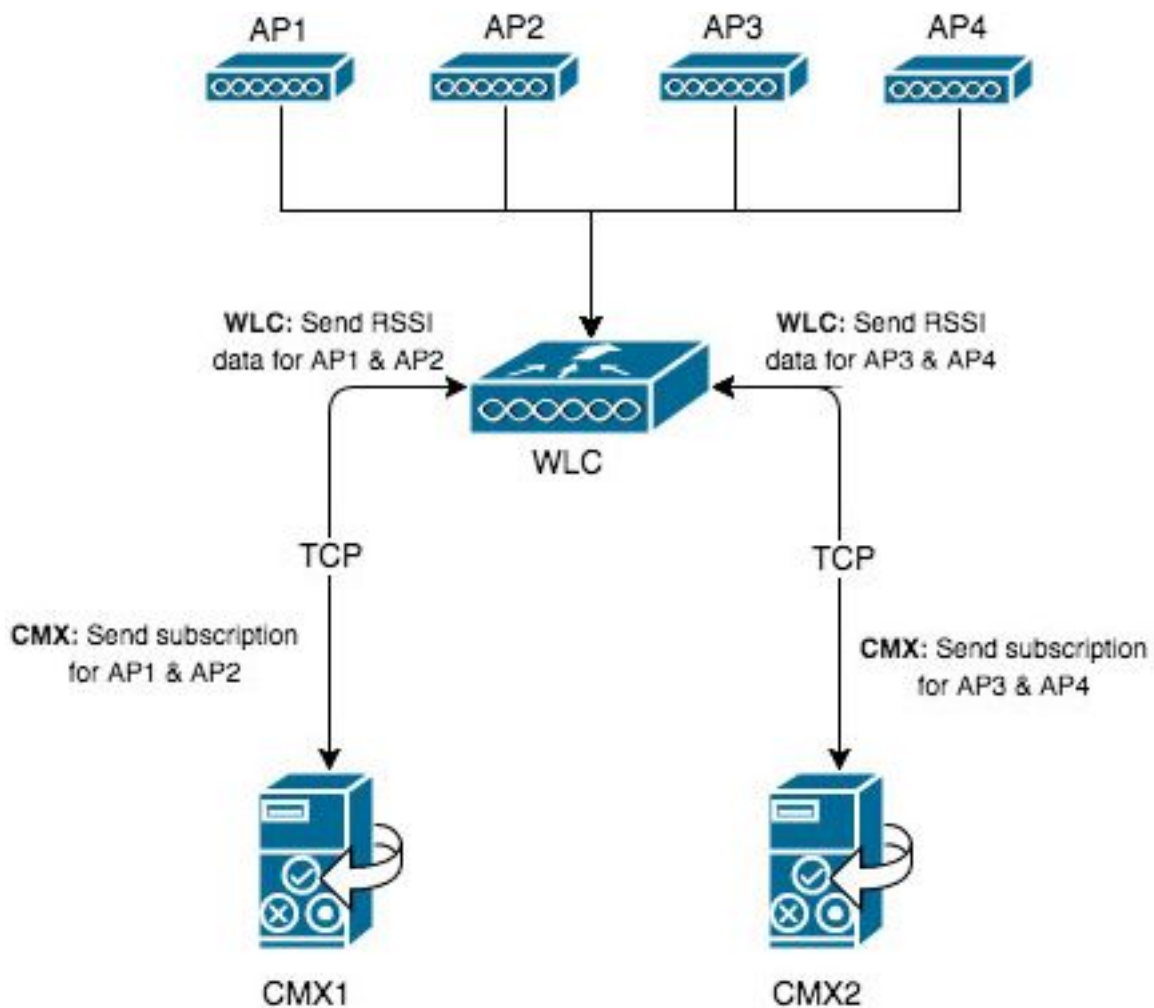 AP1
AP2
AP3
AP4
WLC: Send RSSI
data for AP1 & AP2
WLC: Send RSSI
data for AP3 & AP4
WLC
TCP
TCP
CMX: Send subscription
for AP1 & AP2
CMX: Send subscription
for AP3 & AP4
CMX1
CMX2